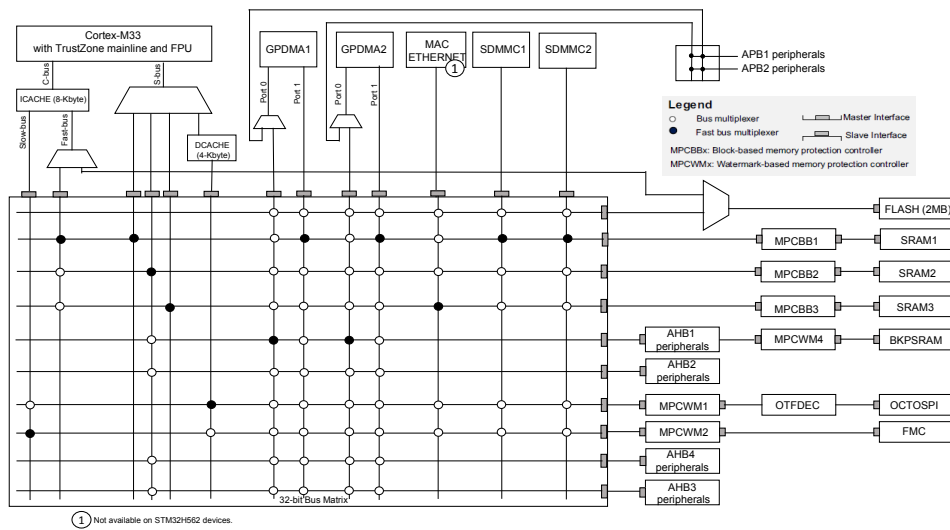 Cortex-M33
with TrustZone mainline and FPU
C-bus
S-bus
ICACHE (8-Kbyte)
Slow-bus
Fast-bus
DCACHE
(4-Kbyte)
GPDMA1
Port 0
Port 1
GPDMA2
Port 0
Port 1
MAC
ETHERNET
1
SDMMC1
SDMMC2
APB1 peripherals
APB2 peripherals
Legend
Bus multiplexer
Fast bus multiplexer
Master Interface
Slave Interface
MPCBBx: Block-based memory protection controller
MPCWMx: Watermark-based memory protection controller
FLASH (2MB)
MPCBB1
SRAM1
MPCBB2
SRAM2
MPCBB3
SRAM3
AHB1
peripherals
MPCWM4
BKPSRAM
AHB2
peripherals
MPCWM1
OTFDEC
OCTOSPI
MPCWM2
FMC
AHB4
peripherals
AHB3
peripherals
32-bit Bus Matrix
1 Not available on STM32H562 devices.